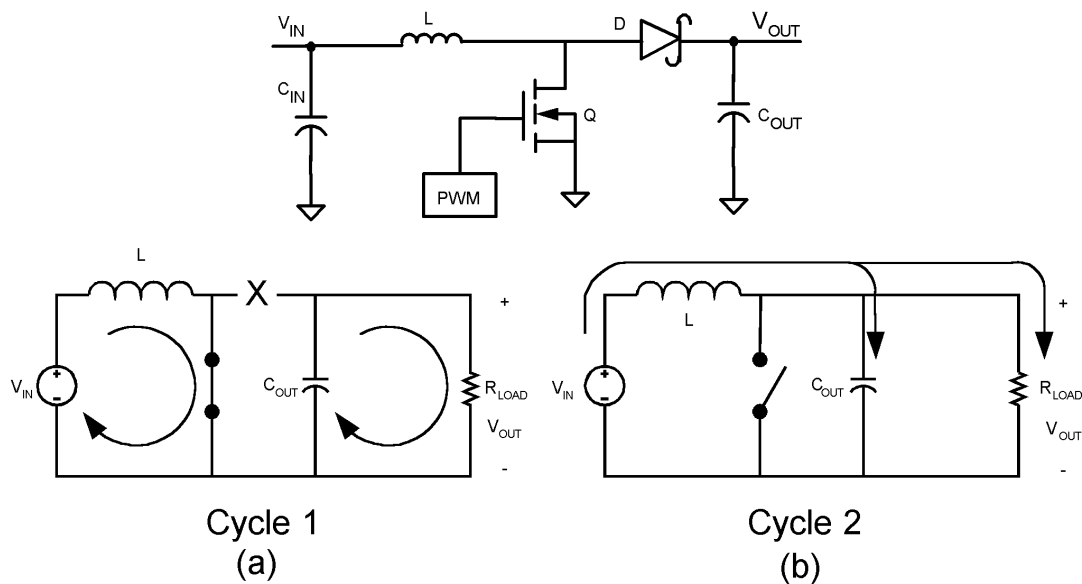 V_IN L D V_OUT
C_IN Q C_OUT
PWM
L
X
+
V_IN + - C_OUT R_LOAD
V_OUT
-
Cycle 1
(a)
L
+
V_IN + - C_OUT R_LOAD
V_OUT
-
Cycle 2
(b)